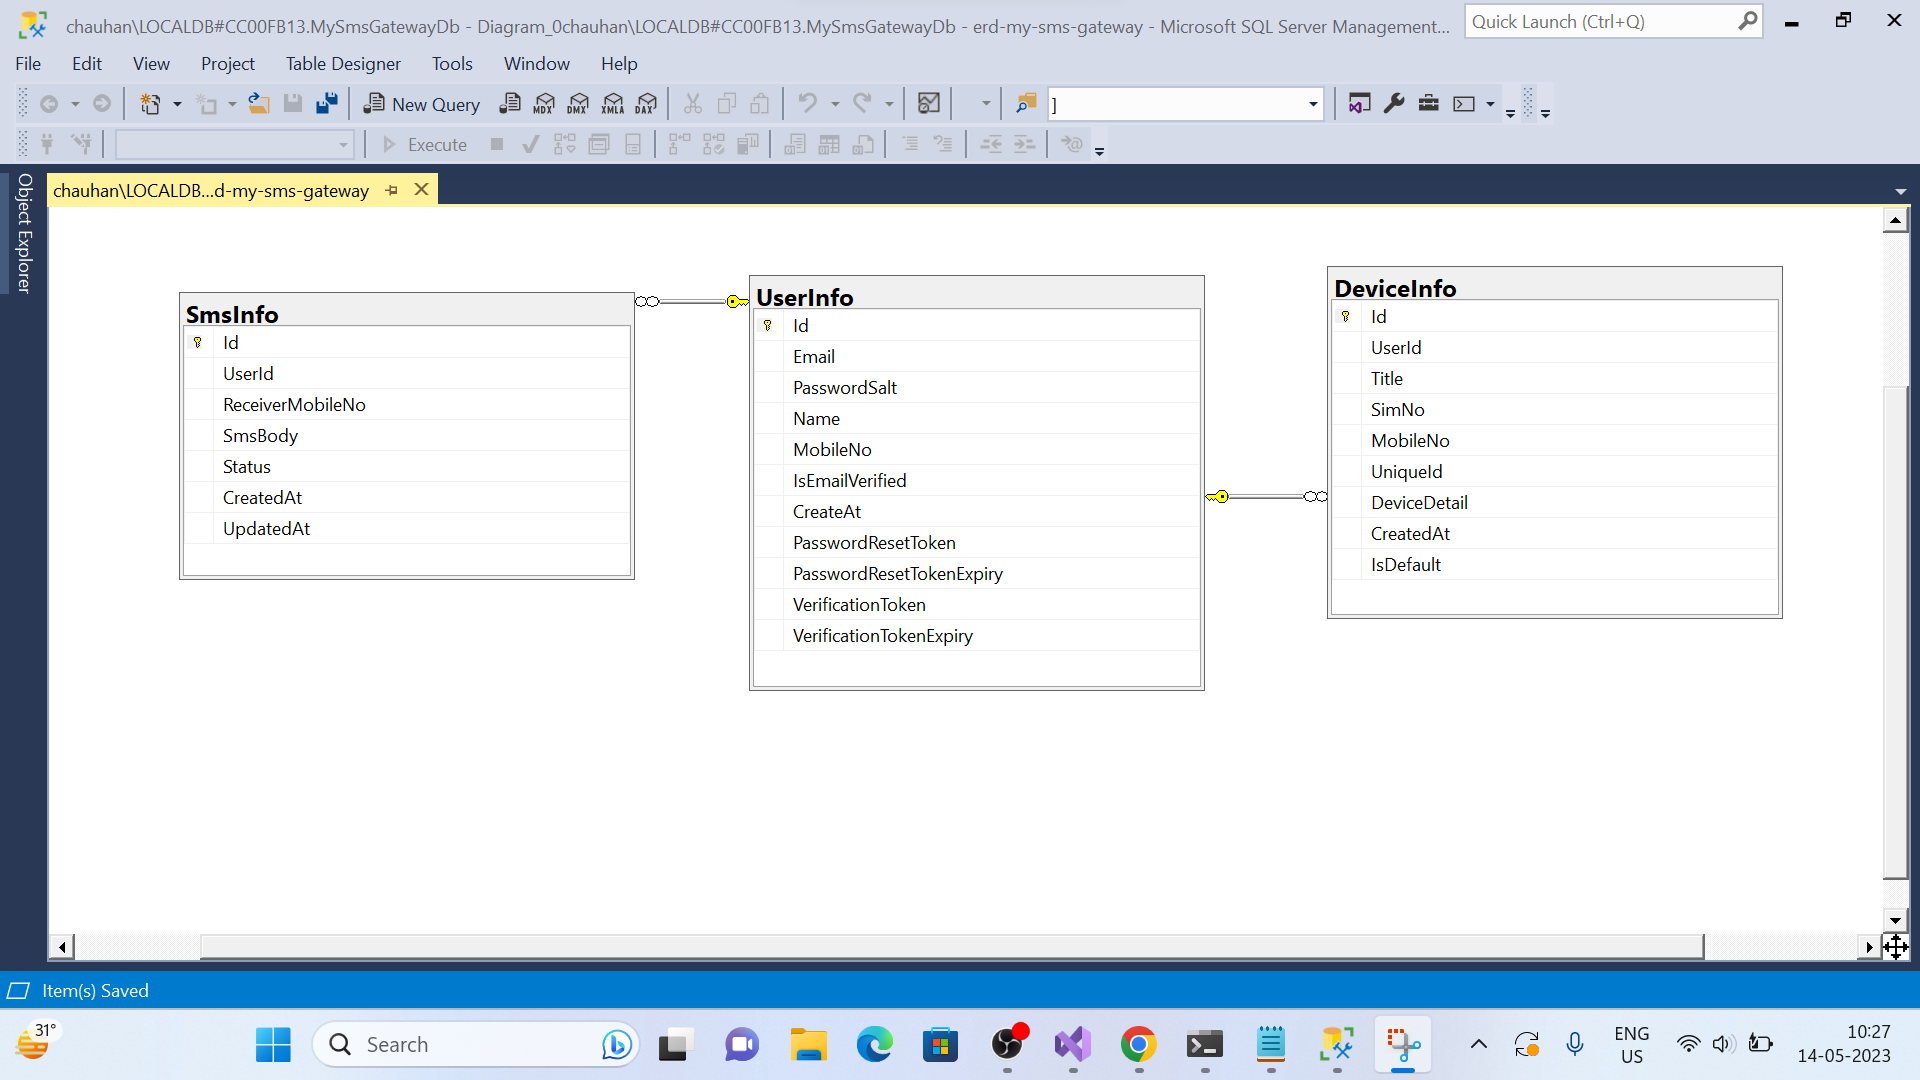 chauhan\LOCALDB#CC00FB13.MySmsGatewayDb - Diagram_0chauhan\LOCALDB#CC00FB13.MySmsGatewayDb - erd-my-sms-gateway - Microsoft SQL Server Management...
Quick Launch (Ctrl+Q)
File Edit View Project Table Designer Tools Window Help
New Query MDX DMX XMLA DAX ]
Execute
Object Explorer
chauhan\LOCALDB...d-my-sms-gateway
SmsInfo
Id
UserId
ReceiverMobileNo
SmsBody
Status
CreatedAt
UpdatedAt
UserInfo
Id
Email
PasswordSalt
Name
MobileNo
IsEmailVerified
CreateAt
PasswordResetToken
PasswordResetTokenExpiry
VerificationToken
VerificationTokenExpiry
DeviceInfo
Id
UserId
Title
SimNo
MobileNo
UniqueId
DeviceDetail
CreatedAt
IsDefault
Item(s) Saved
31°
Search
ENG
US
10:27
14-05-2023